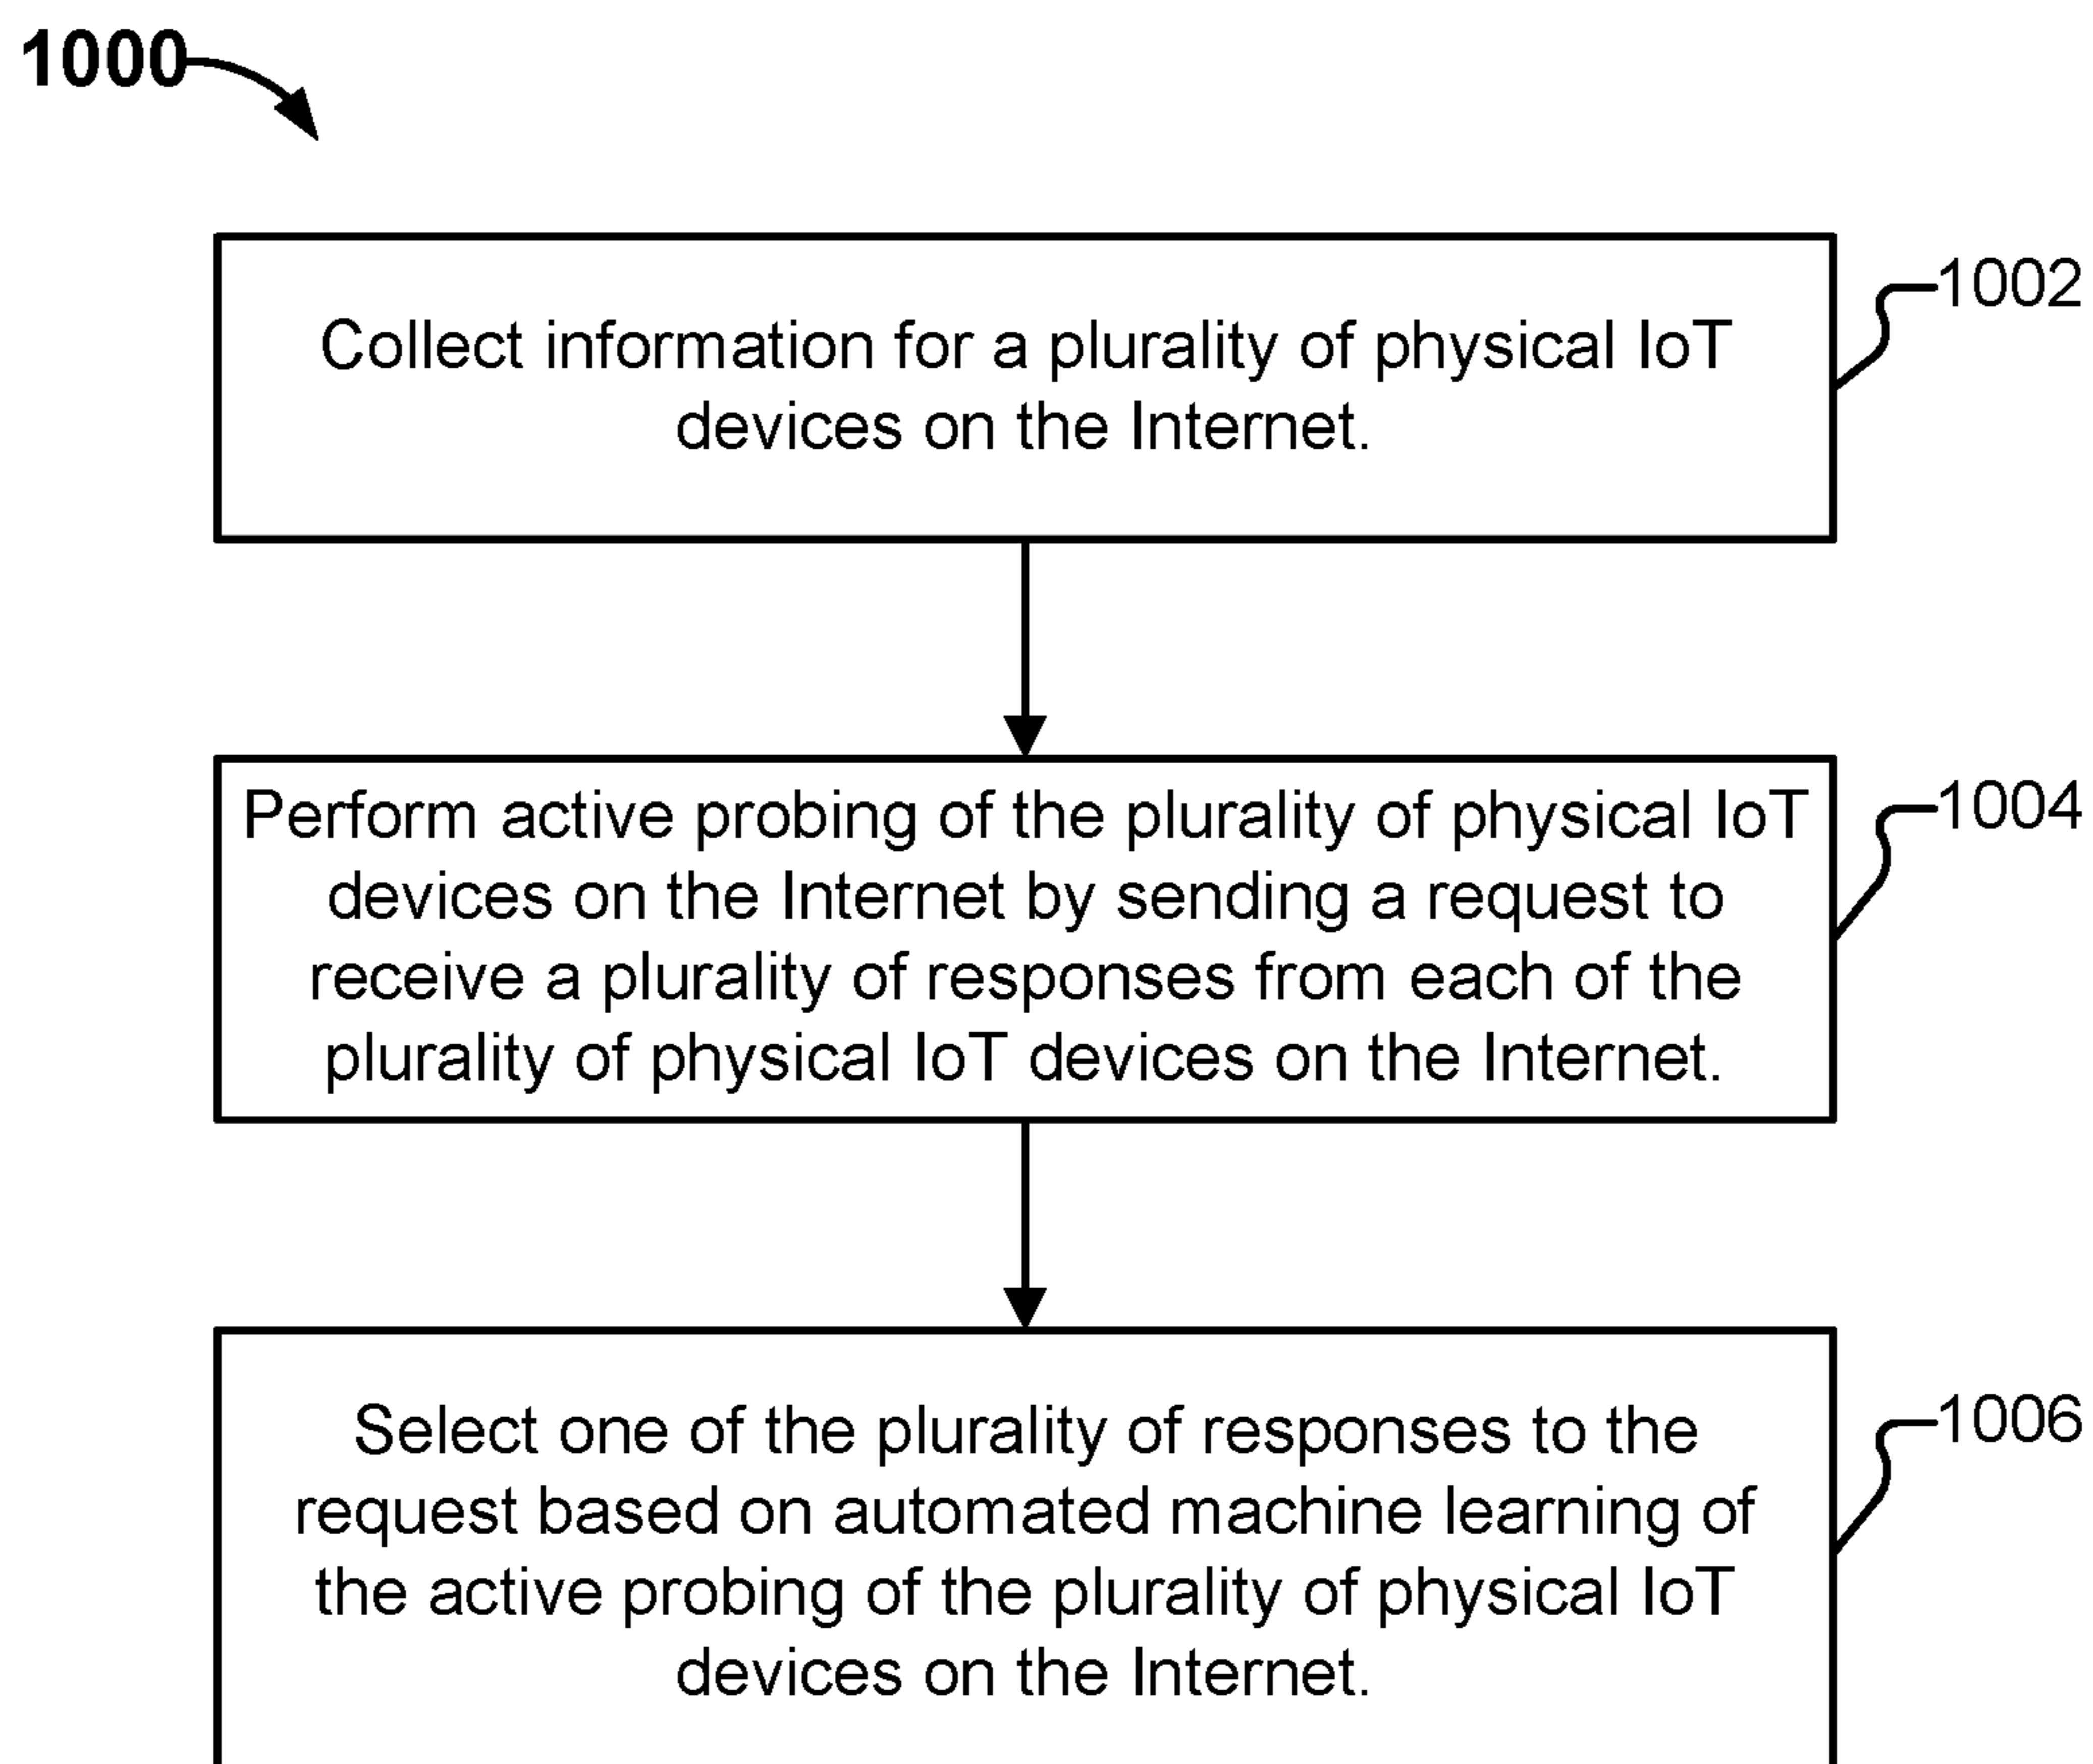 1000
Collect information for a plurality of physical IoT
devices on the Internet.
1002
Perform active probing of the plurality of physical IoT
devices on the Internet by sending a request to
receive a plurality of responses from each of the
plurality of physical IoT devices on the Internet.
1004
Select one of the plurality of responses to the
request based on automated machine learning of
the active probing of the plurality of physical IoT
devices on the Internet.
1006